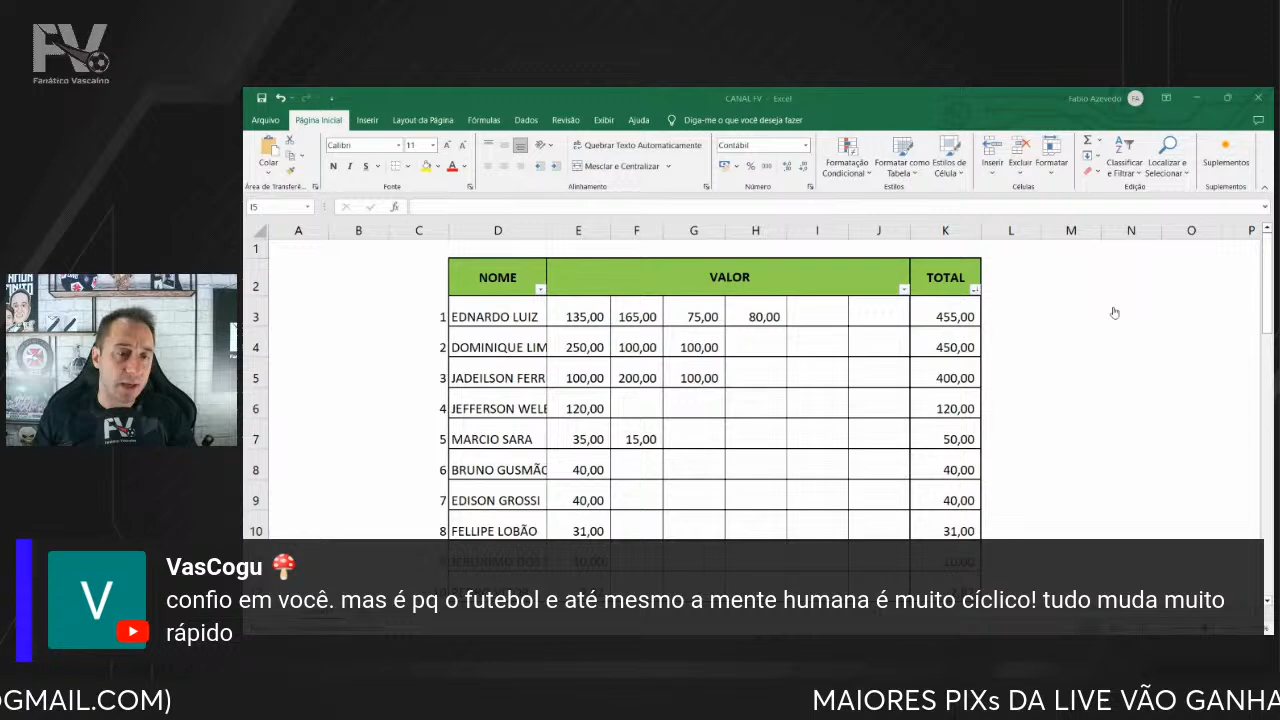 FV
Fanático Vascaíno
CANAL FV - Excel
Fabio Azevedo
FA
Arquivo Página Inicial Inserir Layout da Página Fórmulas Dados Revisão Exibir Ajuda Diga-me o que você deseja fazer
Colar
Calibri 11
N I S
Quebrar Texto Automaticamente
Mesclar e Centralizar
Contábil
% 000
Formatação Condicional
Formatar como Tabela
Estilos de Célula
Inserir Excluir Formatar
Classificar e Filtrar
Localizar e Selecionar
Suplementos
Área de Transferê... Fonte Alinhamento Número Estilos Células Edição Suplementos
I5 fx
A B C D E F G H I J K L M N O P
1
2 NOME VALOR TOTAL
3 1 EDNARDO LUIZ 135,00 165,00 75,00 80,00 455,00
4 2 DOMINIQUE LIM 250,00 100,00 100,00 450,00
5 3 JADEILSON FERR 100,00 200,00 100,00 400,00
6 4 JEFFERSON WELE 120,00 120,00
7 5 MARCIO SARA 35,00 15,00 50,00
8 6 BRUNO GUSMÃO 40,00 40,00
9 7 EDISON GROSSI 40,00 40,00
10 8 FELLIPE LOBÃO 31,00 31,00
V
VasCogu 🍄
confio em você. mas é pq o futebol e até mesmo a mente humana é muito cíclico! tudo muda muito
rápido
@GMAIL.COM) MAIORES PIXs DA LIVE VÃO GANHA